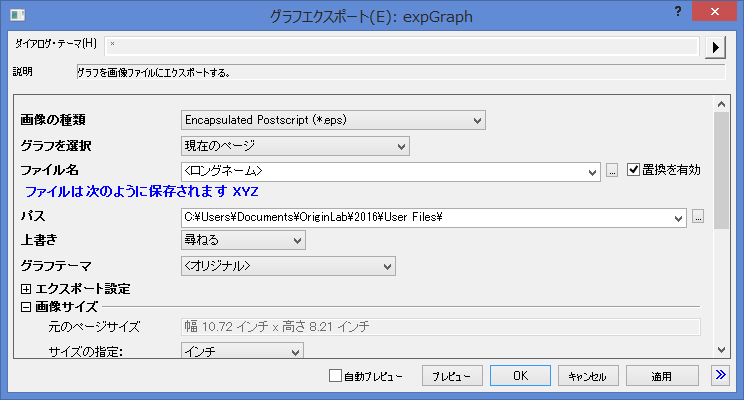 グラフエクスポート(E): expGraph
ダイアログ・テーマ(H) *
説明 グラフを画像ファイルにエクスポートする。
画像の種類 Encapsulated Postscript (*.eps)
グラフを選択 現在のページ
ファイル名 <ロングネーム> ... 置換を有効
ファイルは次のように保存されます XYZ
パス C:¥Users¥Documents¥OriginLab¥2016¥User Files¥ ...
上書き 尋ねる
グラフテーマ <オリジナル>
エクスポート設定
画像サイズ
元のページサイズ 幅 10.72 インチ x 高さ 8.21 インチ
サイズの指定: インチ
自動プレビュー プレビュー OK キャンセル 適用